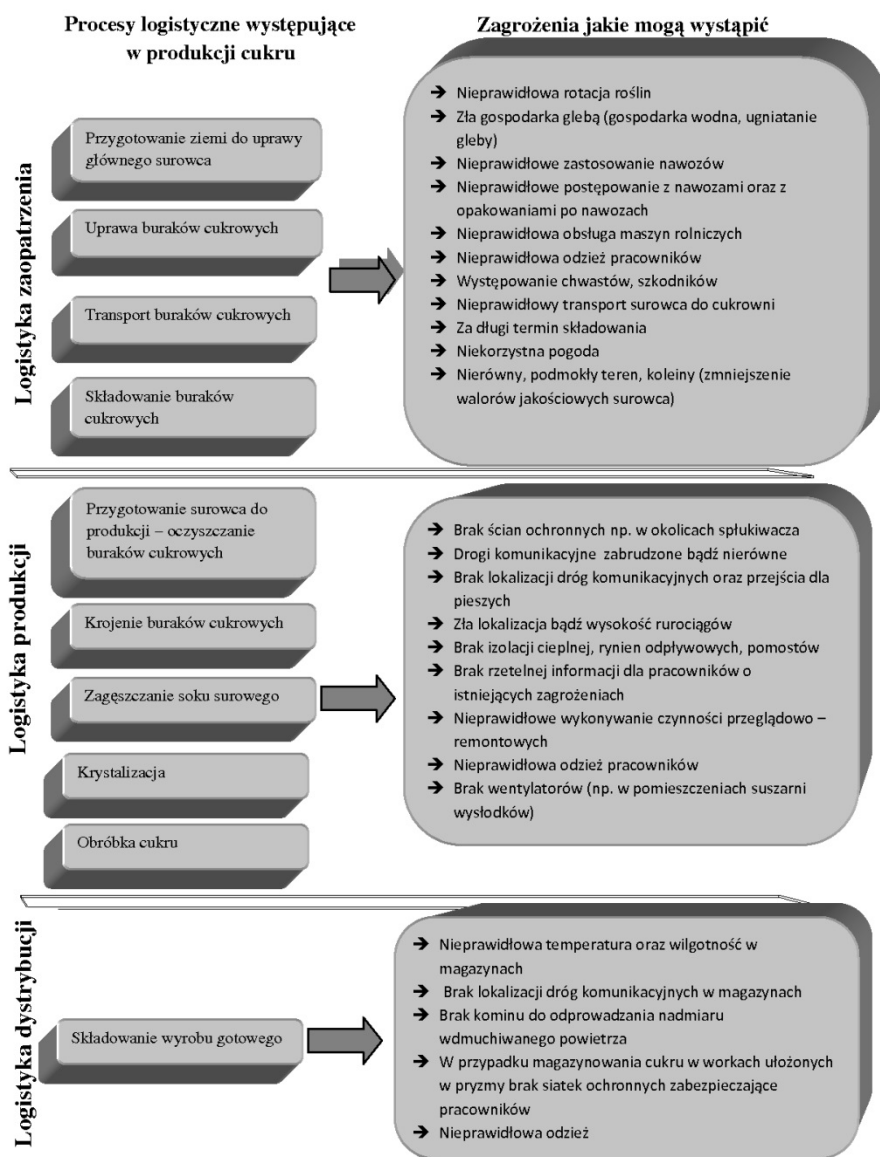 Procesy logistyczne występujące
w produkcji cukru
Zagrożenia jakie mogą wystąpić
Logistyka zaopatrzenia
Przygotowanie ziemi do uprawy
głównego surowca
Uprawa buraków cukrowych
Transport buraków cukrowych
Składowanie buraków
cukrowych
➔ Nieprawidłowa rotacja roślin
➔ Zła gospodarka glebą (gospodarka wodna, ugniatanie
gleby)
➔ Nieprawidłowe zastosowanie nawozów
➔ Nieprawidłowe postępowanie z nawozami oraz z
opakowaniami po nawozach
➔ Nieprawidłowa obsługa maszyn rolniczych
➔ Nieprawidłowa odzież pracowników
➔ Występowanie chwastów, szkodników
➔ Nieprawidłowy transport surowca do cukrowni
➔ Za długi termin składowania
➔ Niekorzystna pogoda
➔ Nierówny, podmokły teren, koleiny (zmniejszenie
walorów jakościowych surowca)
Logistyka produkcji
Przygotowanie surowca do
produkcji – oczyszczanie
buraków cukrowych
Krojenie buraków cukrowych
Zagęszczanie soku surowego
Krystalizacja
Obróbka cukru
➔ Brak ścian ochronnych np. w okolicach spłukiwacza
➔ Drogi komunikacyjne zabrudzone bądź nierówne
➔ Brak lokalizacji dróg komunikacyjnych oraz przejścia dla
pieszych
➔ Zła lokalizacja bądź wysokość rurociągów
➔ Brak izolacji cieplnej, rynien odpływowych, pomostów
➔ Brak rzetelnej informacji dla pracowników o
istniejących zagrożeniach
➔ Nieprawidłowe wykonywanie czynności przeglądowo –
remontowych
➔ Nieprawidłowa odzież pracowników
➔ Brak wentylatorów (np. w pomieszczeniach suszarni
wysłodków)
Logistyka dystrybucji
Składowanie wyrobu gotowego
➔ Nieprawidłowa temperatura oraz wilgotność w
magazynach
➔ Brak lokalizacji dróg komunikacyjnych w magazynach
➔ Brak kominu do odprowadzania nadmiaru
wdmuchiwanego powietrza
➔ W przypadku magazynowania cukru w workach ułożonych
w pryzmy brak siatek ochronnych zabezpieczające
pracowników
➔ Nieprawidłowa odzież